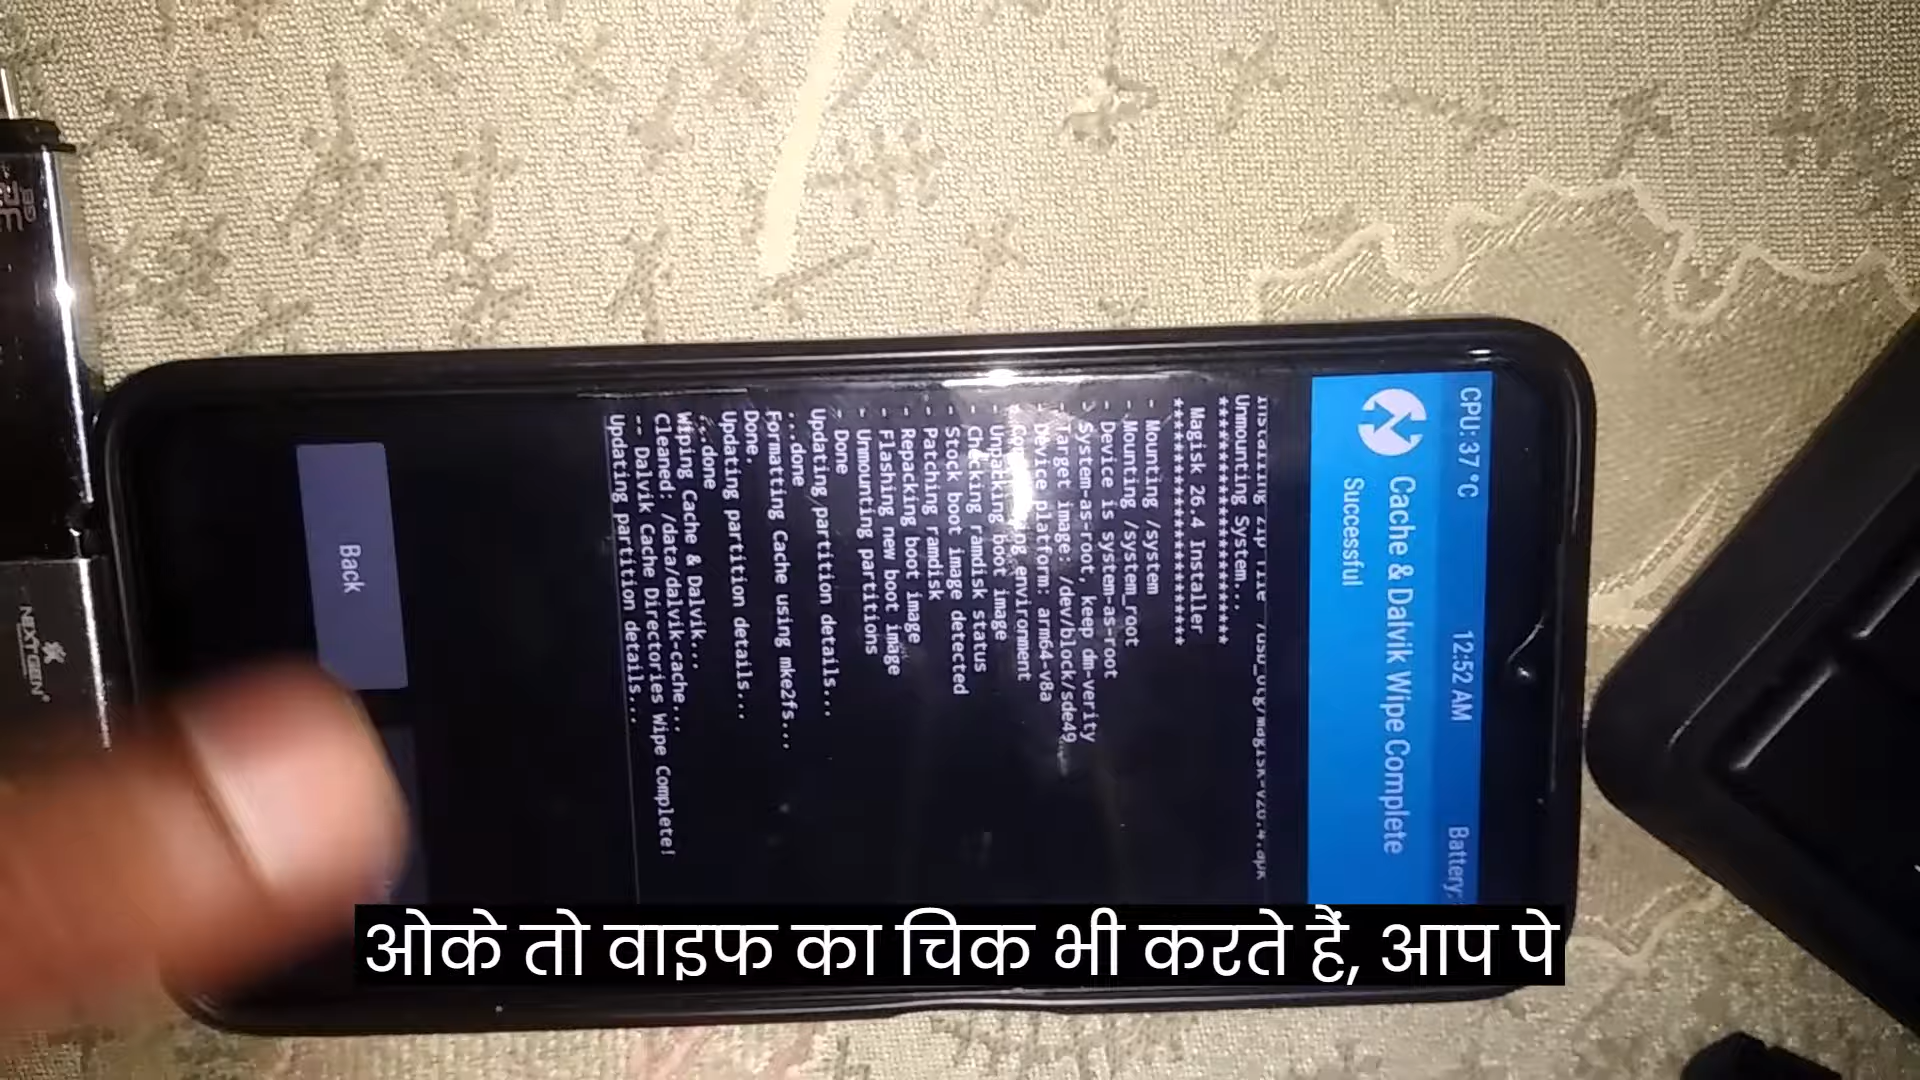 CPU: 37 °C
12:52 AM
Battery:
Cache & Dalvik Wipe Complete
Successful
Unmounting System...
**********************
Magisk 26.4 Installer
**********************
- Mounting /system
- Mounting /system_root
- Device is system-as-root
> System-as-root, keep dm-verity
- Target image: /dev/block/sde49
- Device platform: arm64-v8a
environment
- Unpacking boot image
- Checking ramdisk status
- Stock boot image detected
- Patching ramdisk
- Repacking boot image
- Flashing new boot image
- Unmounting partitions
- Done
Updating partition details...
...done
Formatting Cache using mke2fs...
Done.
Updating partition details...
...done
Wiping Cache & Dalvik...
Cleaned: /data/dalvik-cache...
-- Dalvik Cache Directories Wipe Complete!
Updating partition details...
Back
NEXT GEN
ओके तो वाइफ का चिक भी करते हैं, आप पे